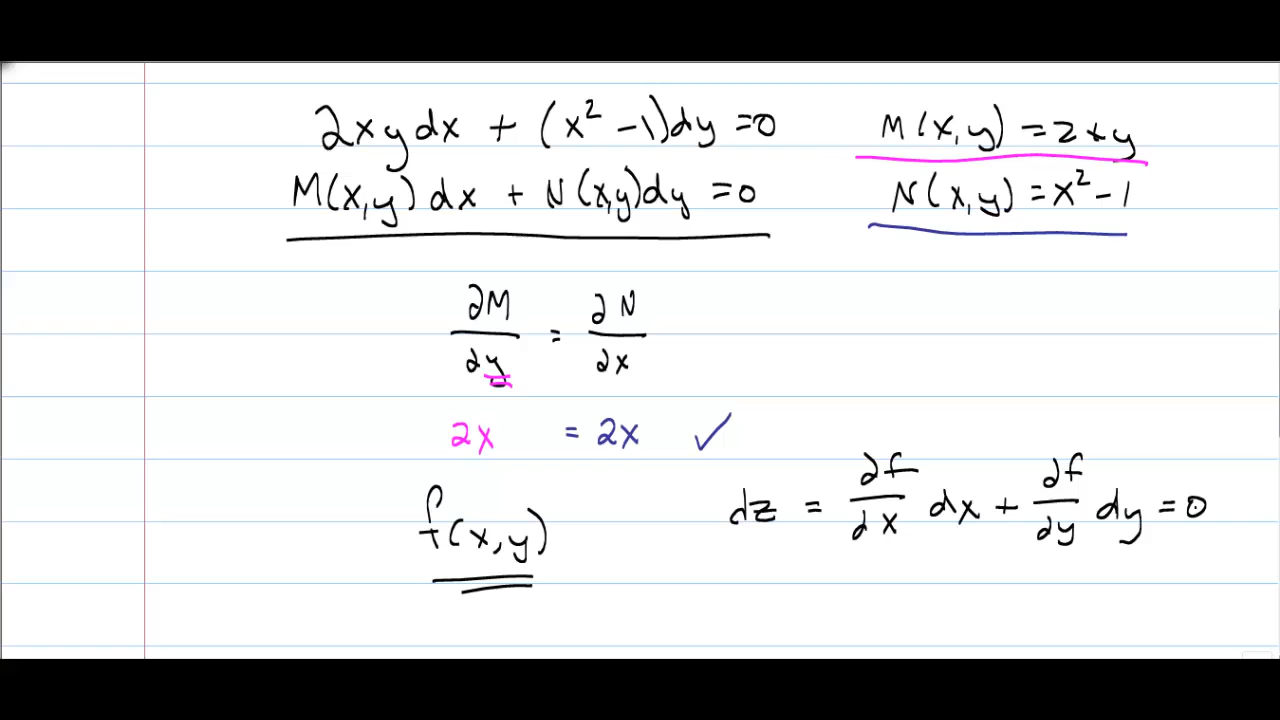 2xy dx + (x² − 1)dy = 0
M(x,y) = 2xy
M(x,y) dx + N(x,y)dy = 0
N(x,y) = x² − 1
∂M/∂y = ∂N/∂x
2x = 2x ✓
f(x,y)
dz = ∂f/∂x dx + ∂f/∂y dy = 0